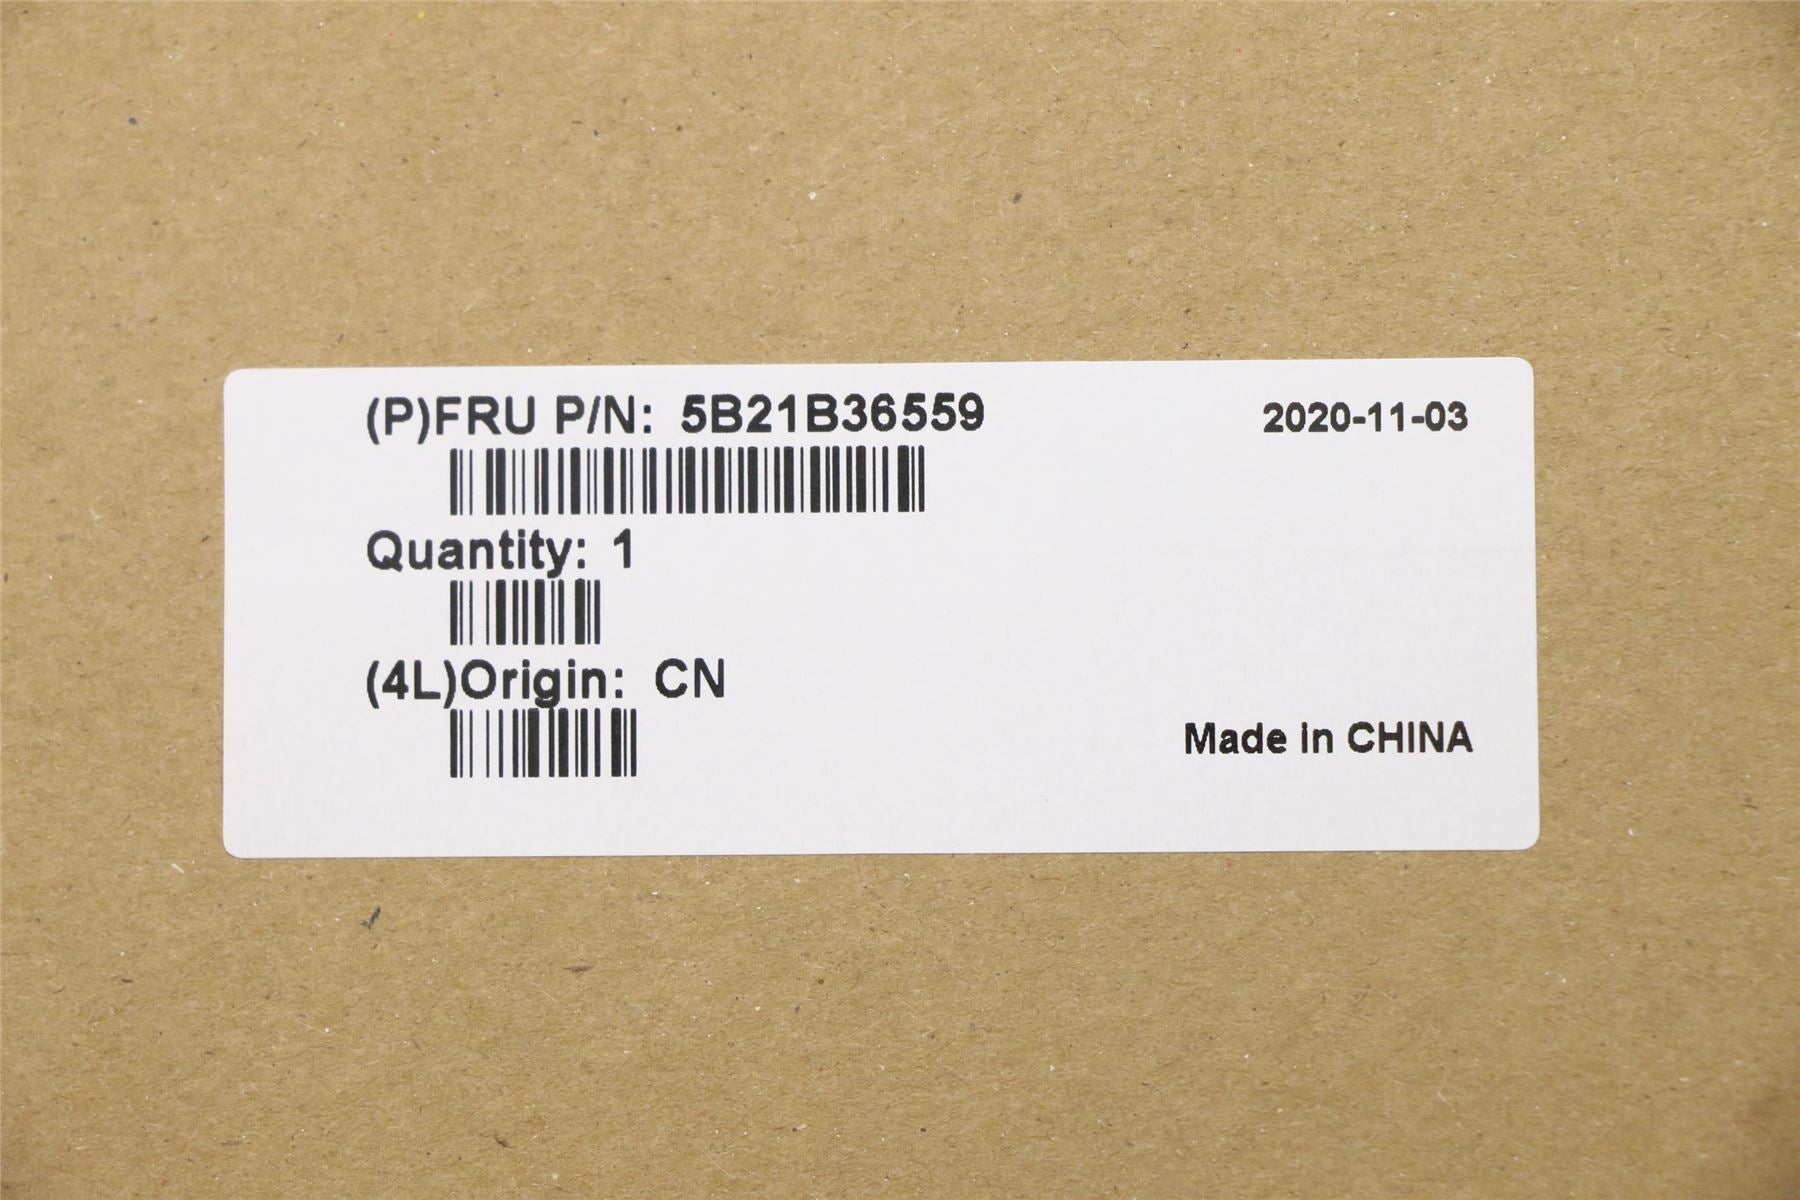 (P)FRU P/N: 5B21B36559
2020-11-03
Quantity: 1
(4L)Origin: CN
Made in CHINA